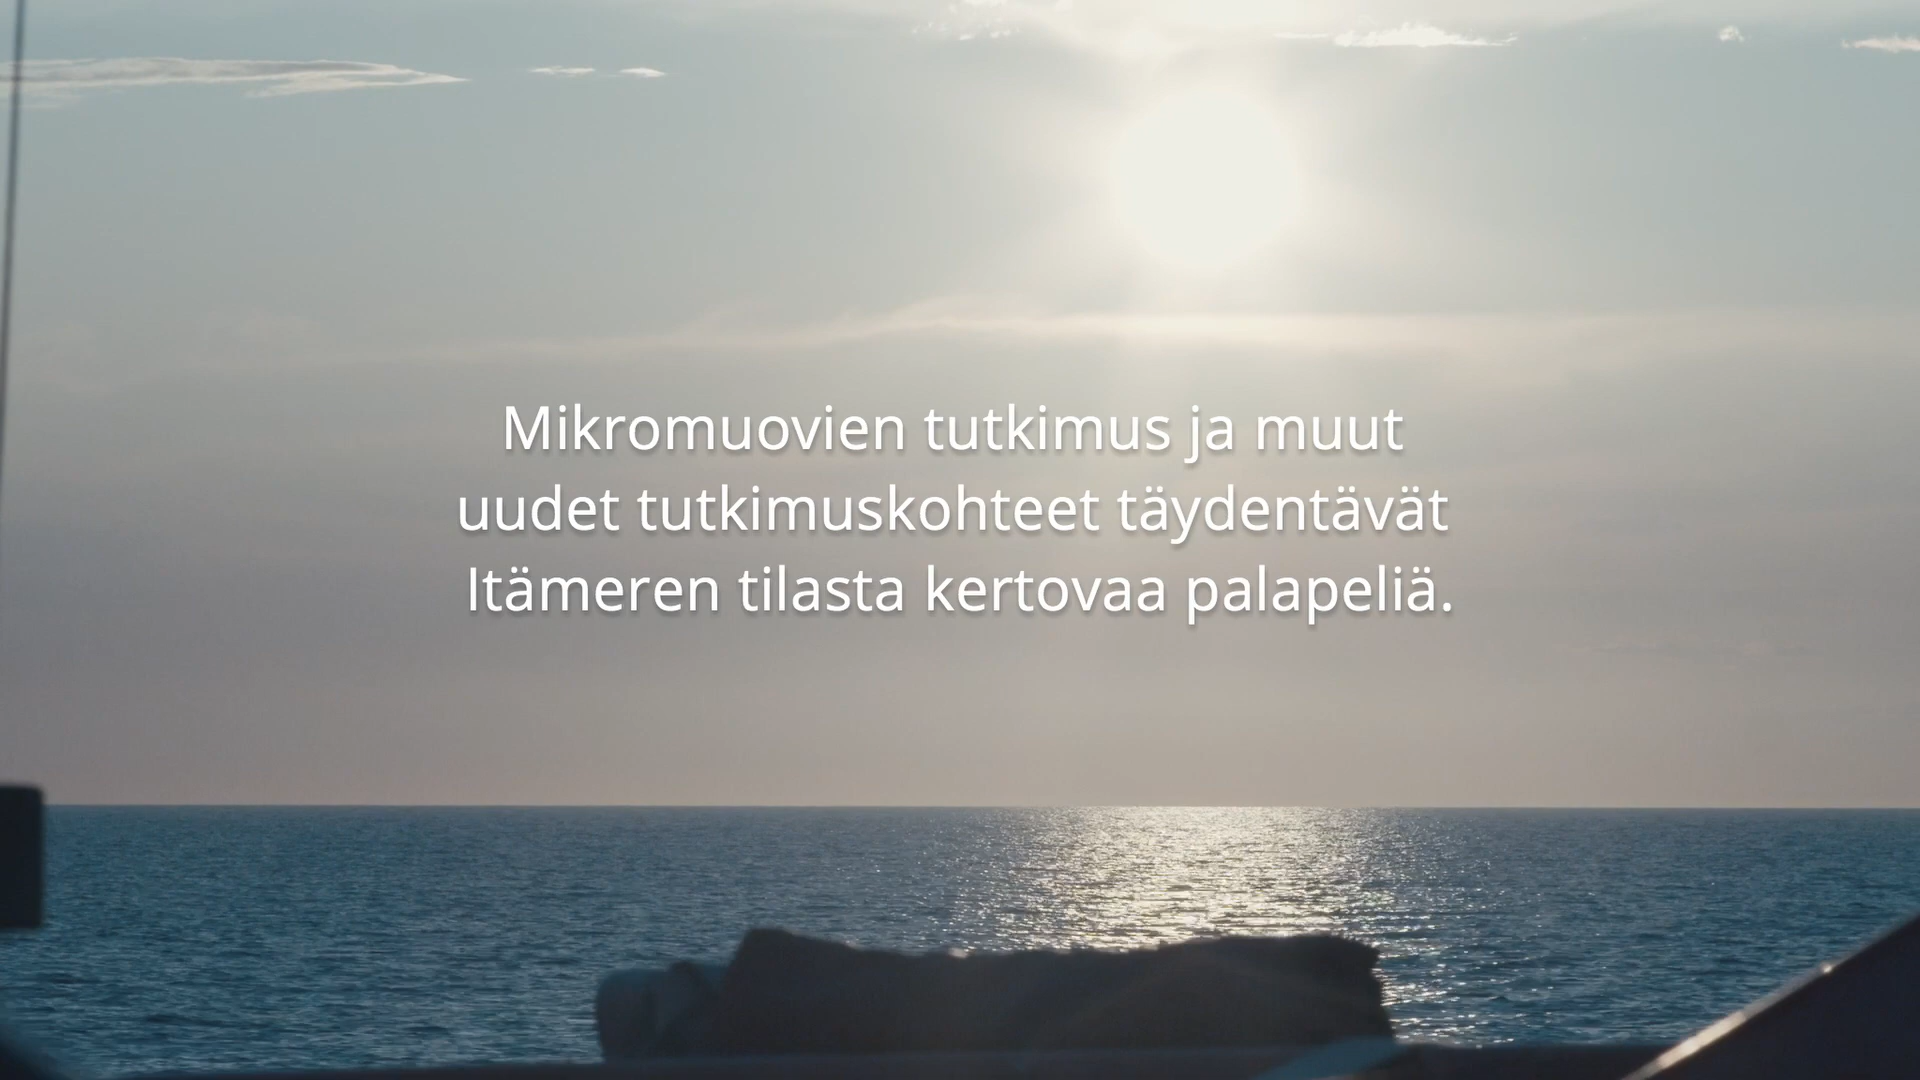 Mikromuovien tutkimus ja muut
uudet tutkimuskohteet täydentävät
Itämeren tilasta kertovaa palapeliä.